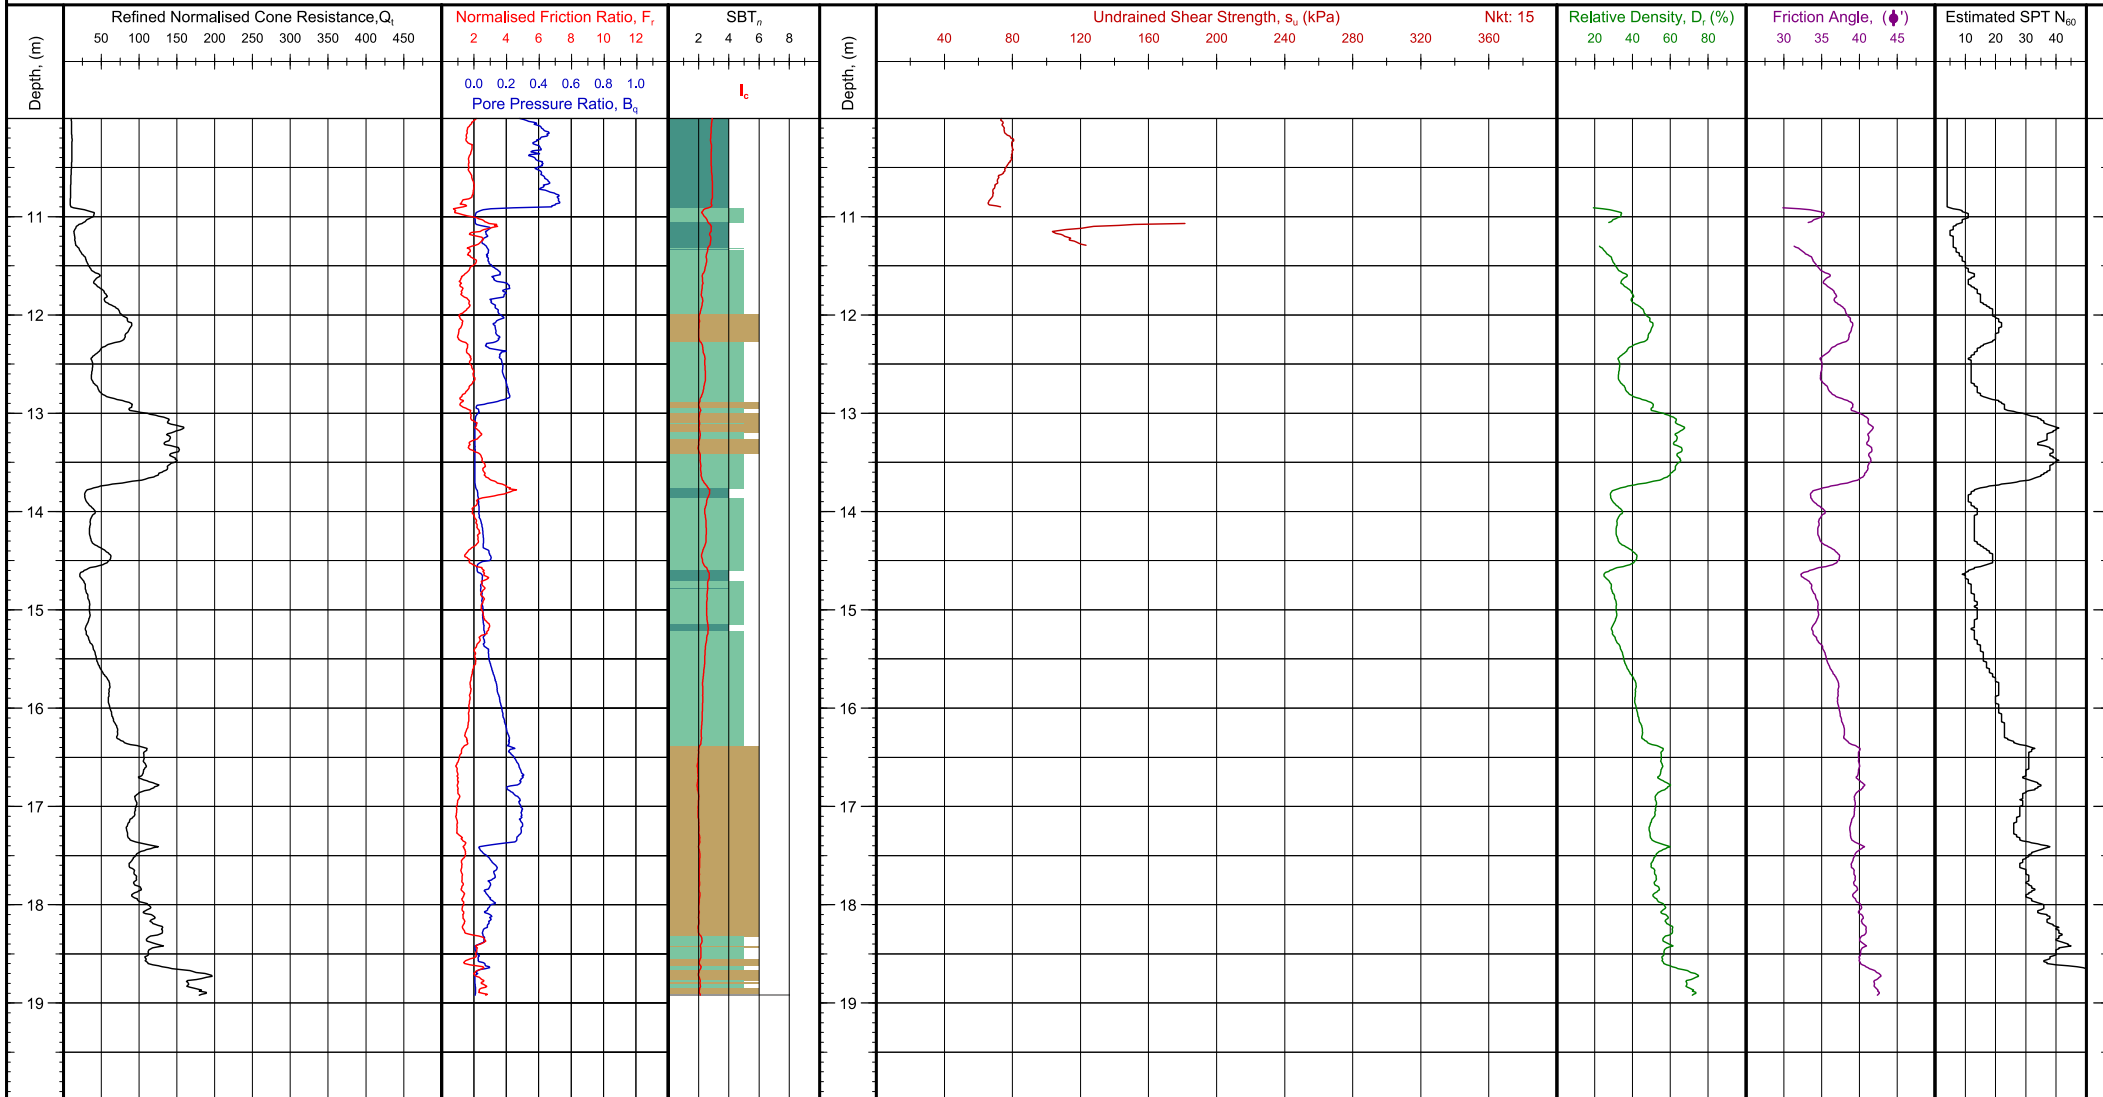 Refined Normalised Cone Resistance,Qt
Normalised Friction Ratio, Fr
SBTn
Undrained Shear Strength, su (kPa)
Nkt: 15
Relative Density, Dr (%)
Friction Angle, (ϕ')
Estimated SPT N60
50 100 150 200 250 300 350 400 450
2 4 6 8 10 12
2 4 6 8
40 80 120 160 200 240 280 320 360
20 40 60 80
30 35 40 45
10 20 30 40
Depth, (m)
0.0 0.2 0.4 0.6 0.8 1.0
Pore Pressure Ratio, Bq
Ic
Depth, (m)
11
11
12
12
13
13
14
14
15
15
16
16
17
17
18
18
19
19